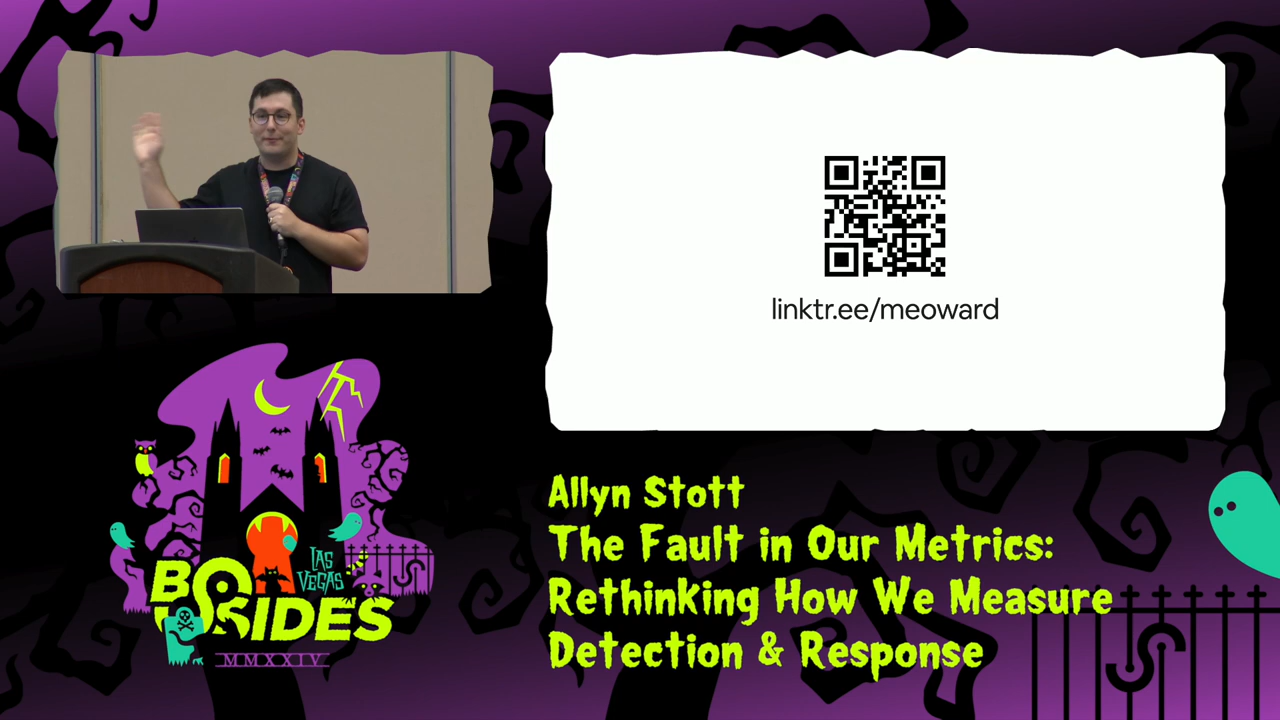 linktr.ee/meoward
Allyn Stott
The Fault in Our Metrics:
Rethinking How We Measure
Detection & Response
LAS
VEGAS
BSIDES
MMXXIV